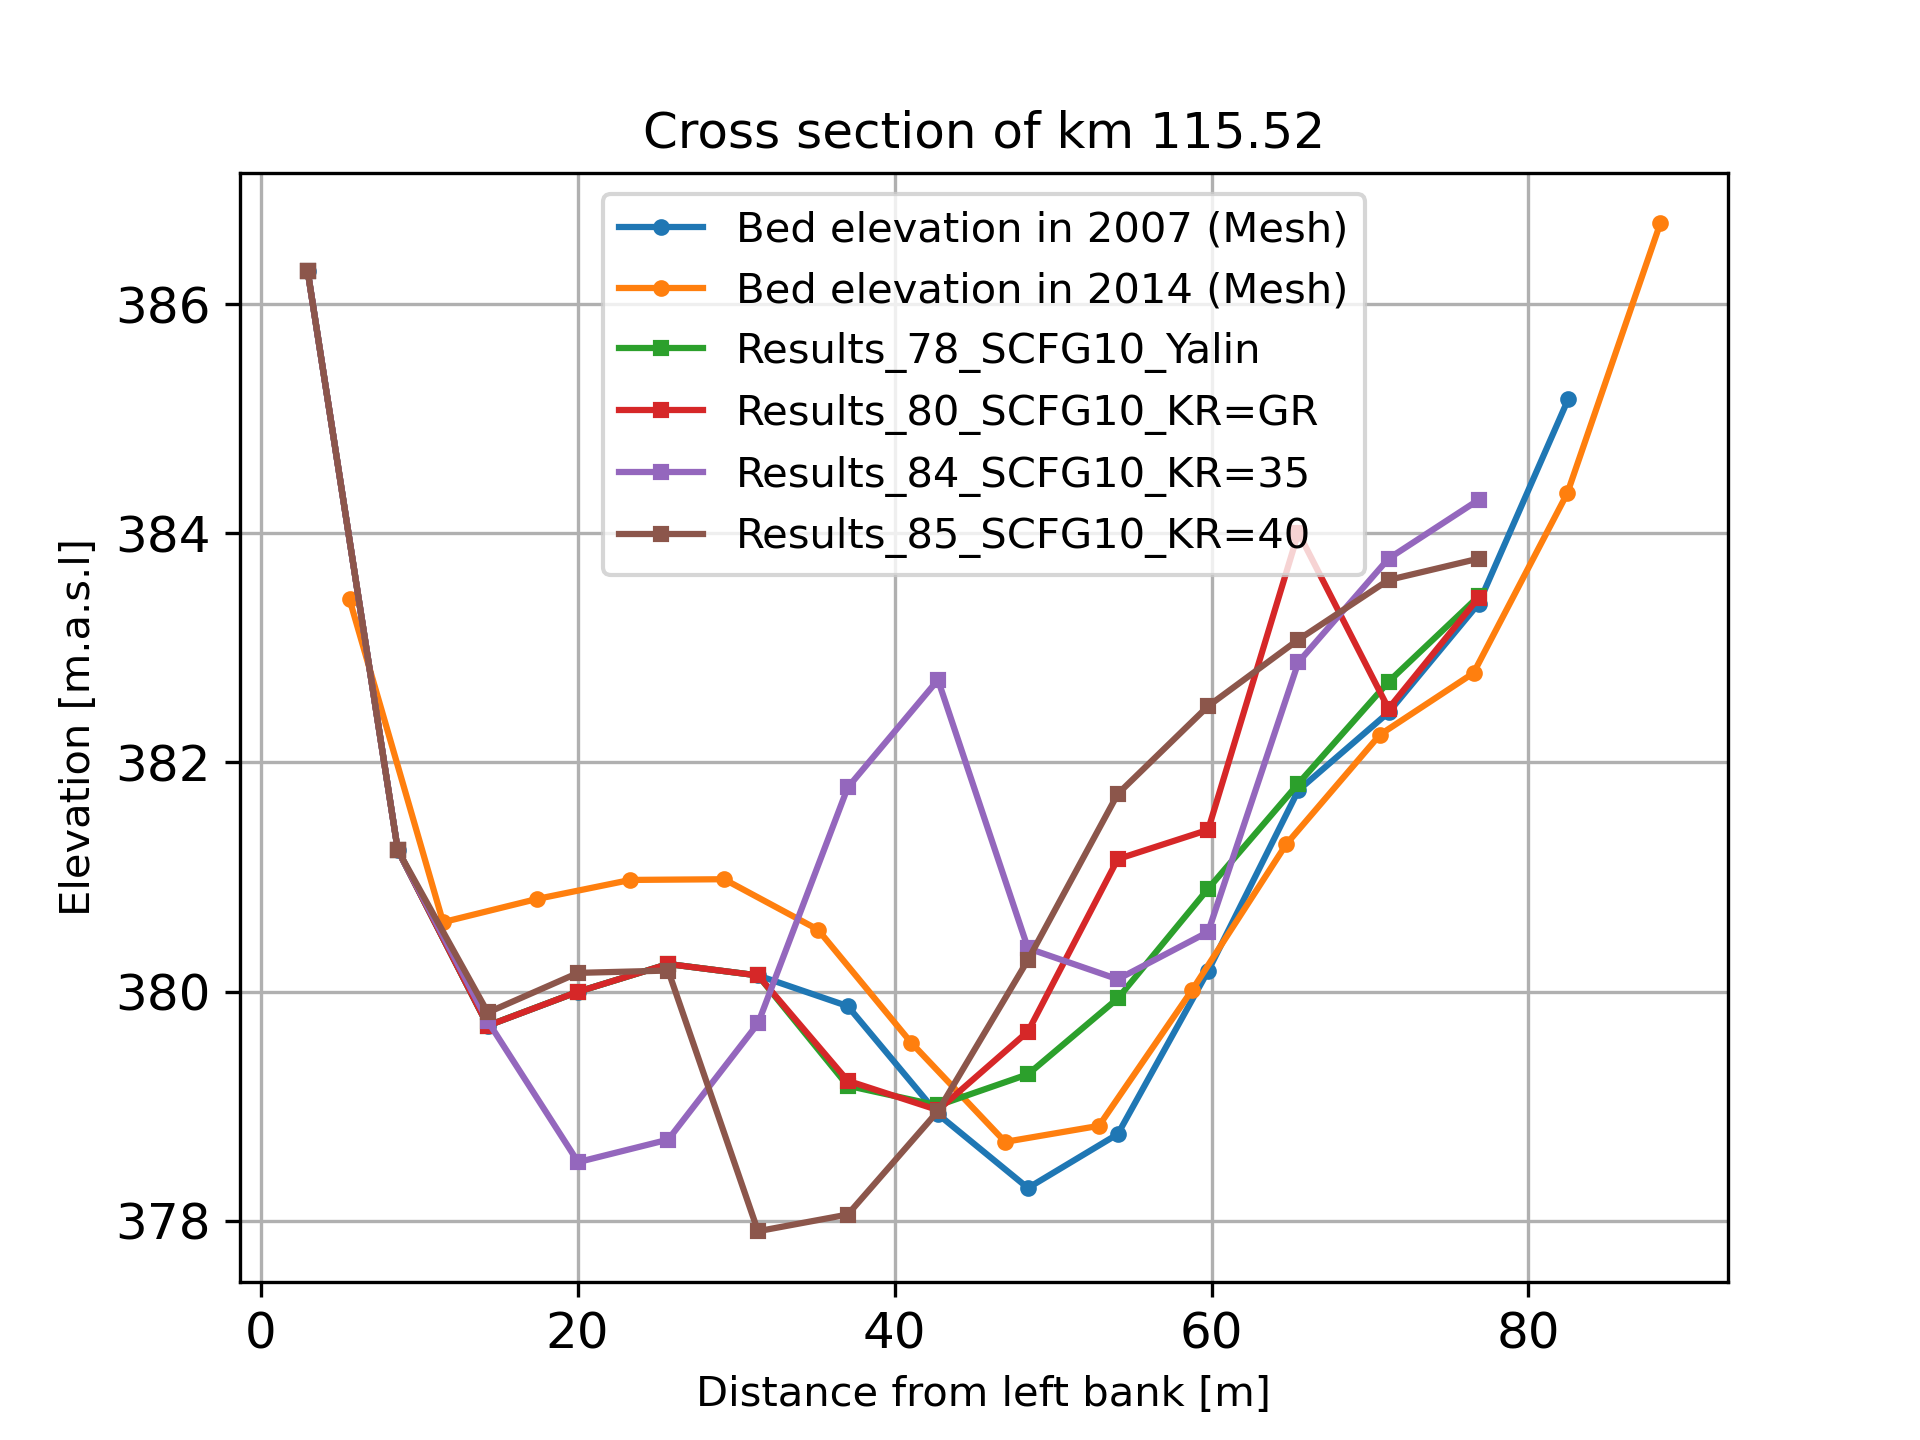 Cross section of km 115.52
Bed elevation in 2007 (Mesh)
Bed elevation in 2014 (Mesh)
Results_78_SCFG10_Yalin
Results_80_SCFG10_KR=GR
Results_84_SCFG10_KR=35
Results_85_SCFG10_KR=40
Elevation [m.a.s.l]
386
384
382
380
378
0 20 40 60 80
Distance from left bank [m]